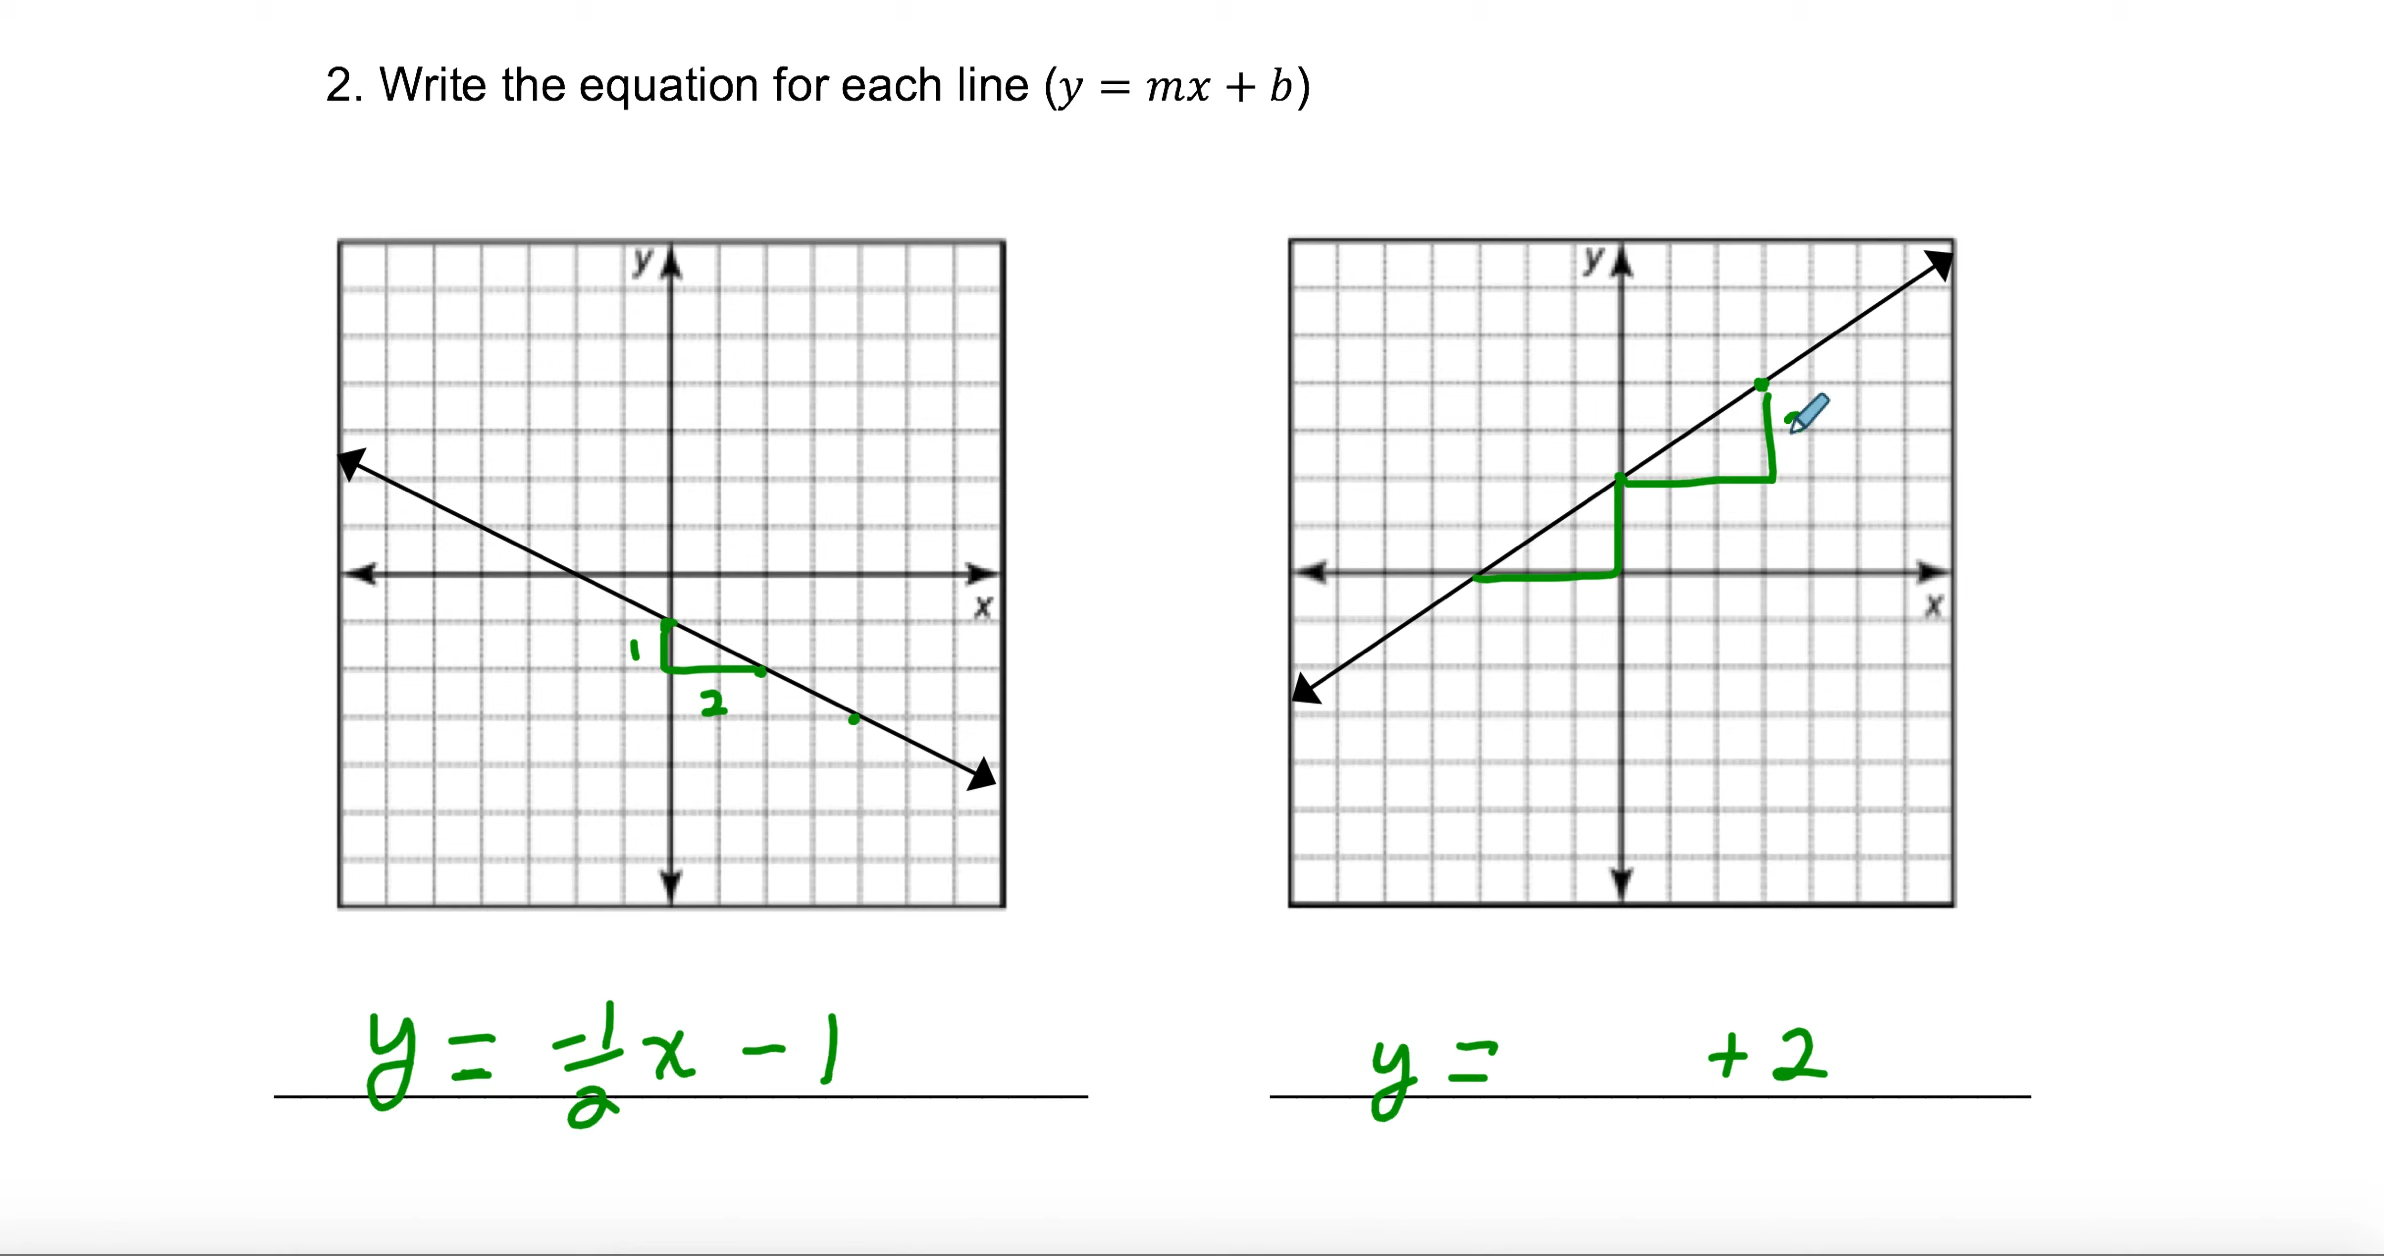 2. Write the equation for each line (y = mx + b)
y
x
1
2
y
x
y = -1/2 x - 1
y = + 2